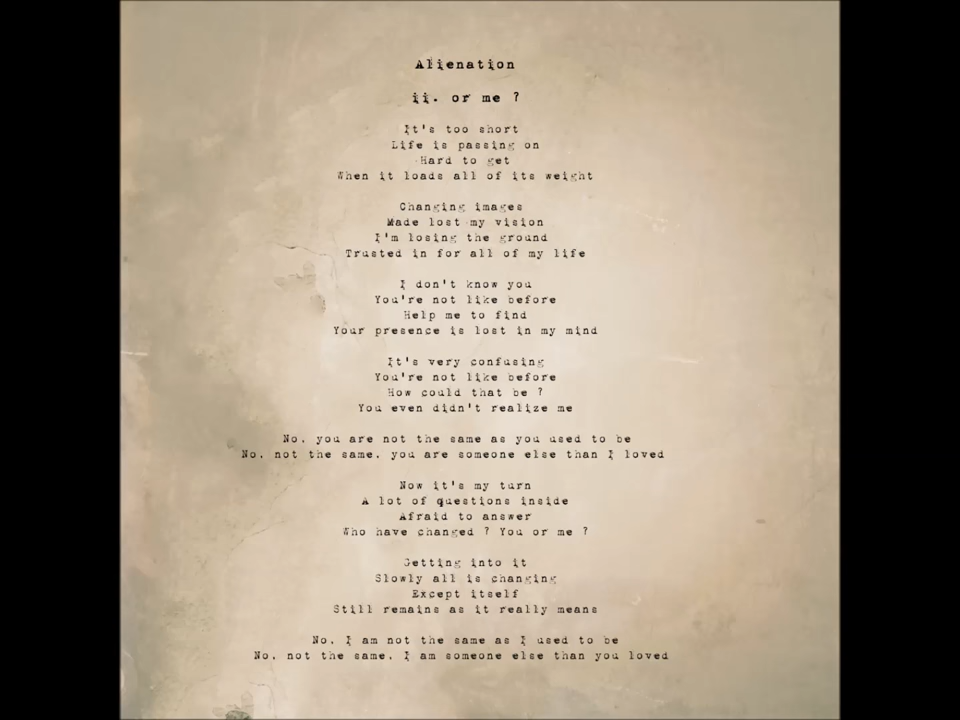 Alienation
ii. or me ?
It's too short
Life is passing on
Hard to get
When it loads all of its weight
Changing images
Made lost my vision
I'm losing the ground
Trusted in for all of my life
I don't know you
You're not like before
Help me to find
Your presence is lost in my mind
It's very confusing
You're not like before
How could that be ?
You even didn't realize me
No, you are not the same as you used to be
No, not the same, you are someone else than I loved
Now it's my turn
A lot of questions inside
Afraid to answer
Who have changed ? You or me ?
Getting into it
Slowly all is changing
Except itself
Still remains as it really means
No, I am not the same as I used to be
No, not the same, I am someone else than you loved